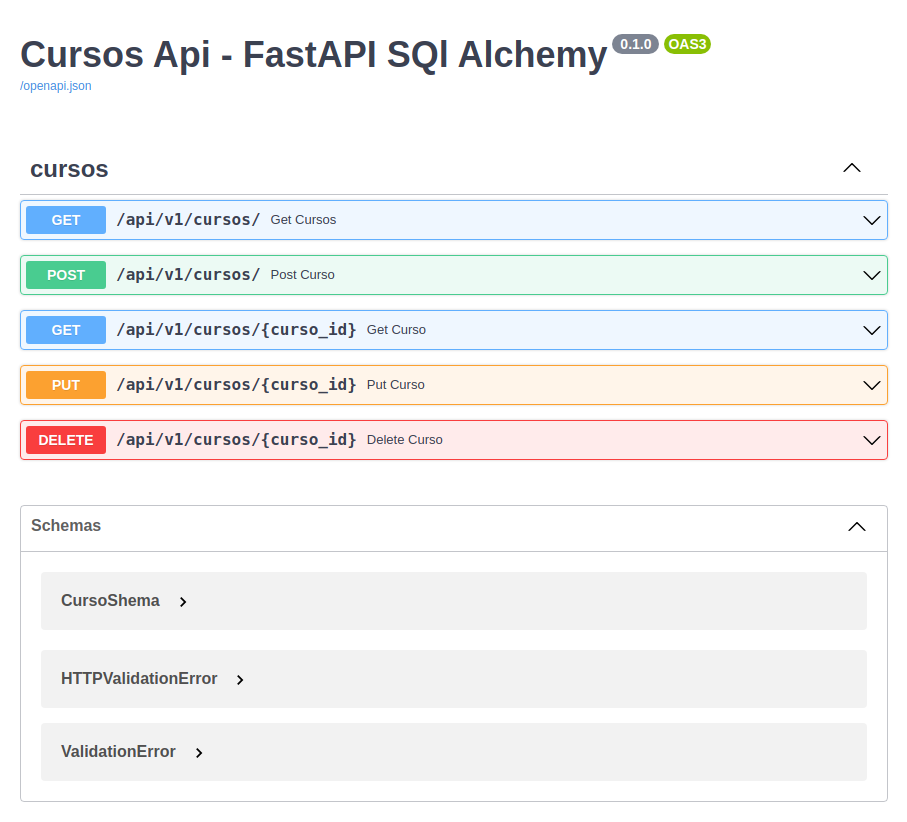 Cursos Api - FastAPI SQl Alchemy 0.1.0 OAS3
/openapi.json
cursos
GET /api/v1/cursos/ Get Cursos
POST /api/v1/cursos/ Post Curso
GET /api/v1/cursos/{curso_id} Get Curso
PUT /api/v1/cursos/{curso_id} Put Curso
DELETE /api/v1/cursos/{curso_id} Delete Curso
Schemas
CursoShema
HTTPValidationError
ValidationError